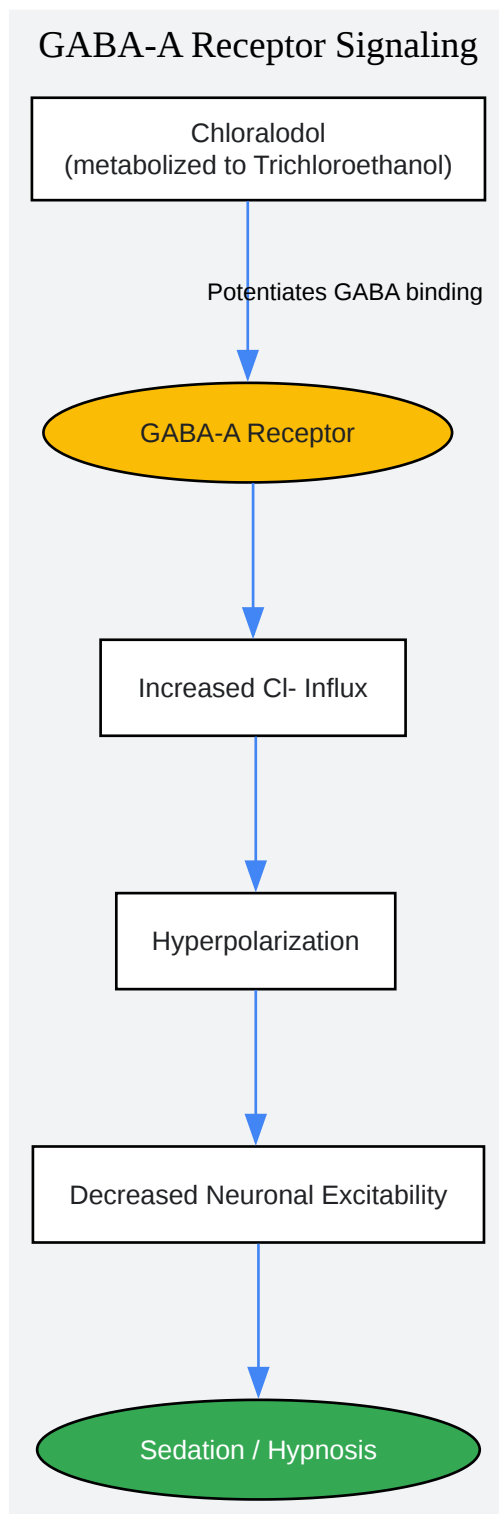 GABA-A Receptor Signaling
Chloralodol
(metabolized to Trichloroethanol)
Potentiates GABA binding
GABA-A Receptor
Increased Cl- Influx
Hyperpolarization
Decreased Neuronal Excitability
Sedation / Hypnosis